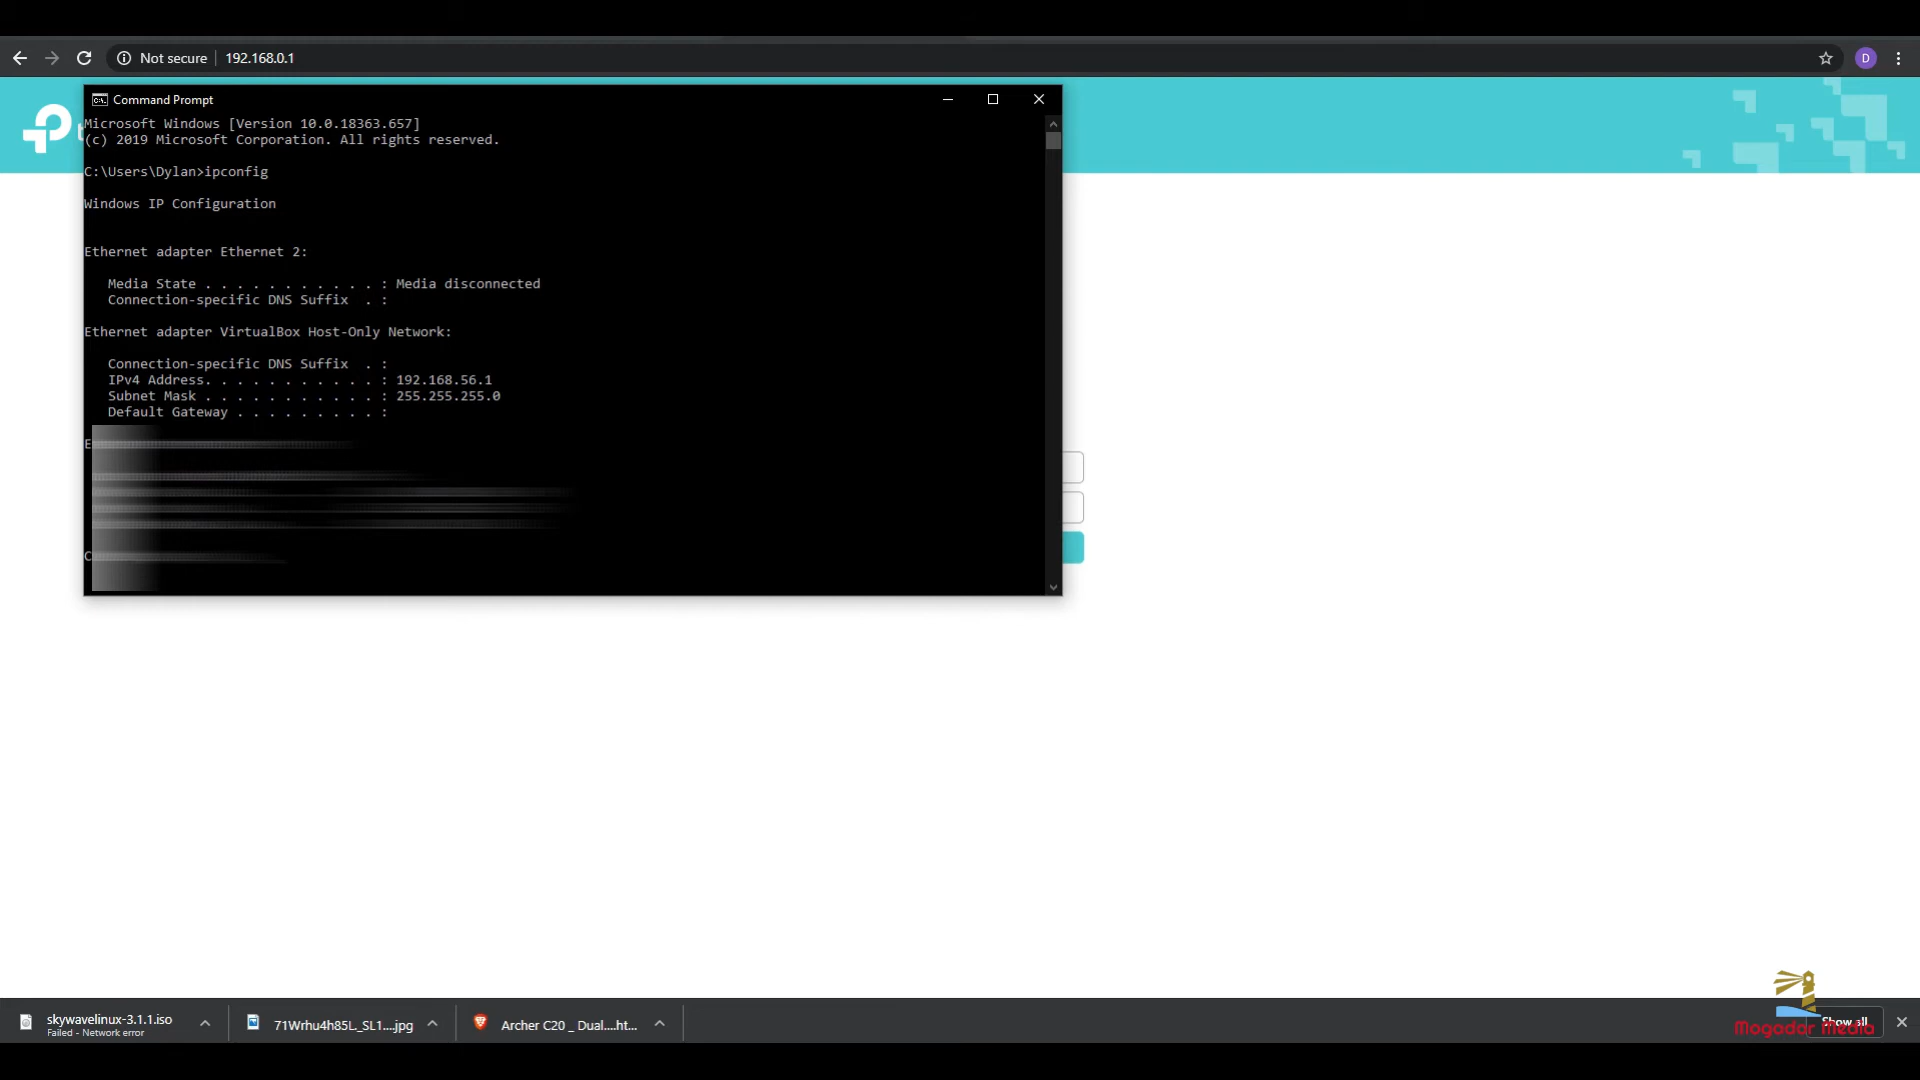 Not secure
192.168.0.1
D
Command Prompt
Microsoft Windows [Version 10.0.18363.657]
(c) 2019 Microsoft Corporation. All rights reserved.
C:\Users\Dylan>ipconfig
Windows IP Configuration
Ethernet adapter Ethernet 2:
Media State . . . . . . . . . . . : Media disconnected
Connection-specific DNS Suffix  . :
Ethernet adapter VirtualBox Host-Only Network:
Connection-specific DNS Suffix  . :
IPv4 Address. . . . . . . . . . . : 192.168.56.1
Subnet Mask . . . . . . . . . . . : 255.255.255.0
Default Gateway . . . . . . . . . :
skywavelinux-3.1.1.iso
Failed - Network error
71Wrhu4h85L._SL1....jpg
Archer C20 _ Dual....ht...
Show all
Mogador Media